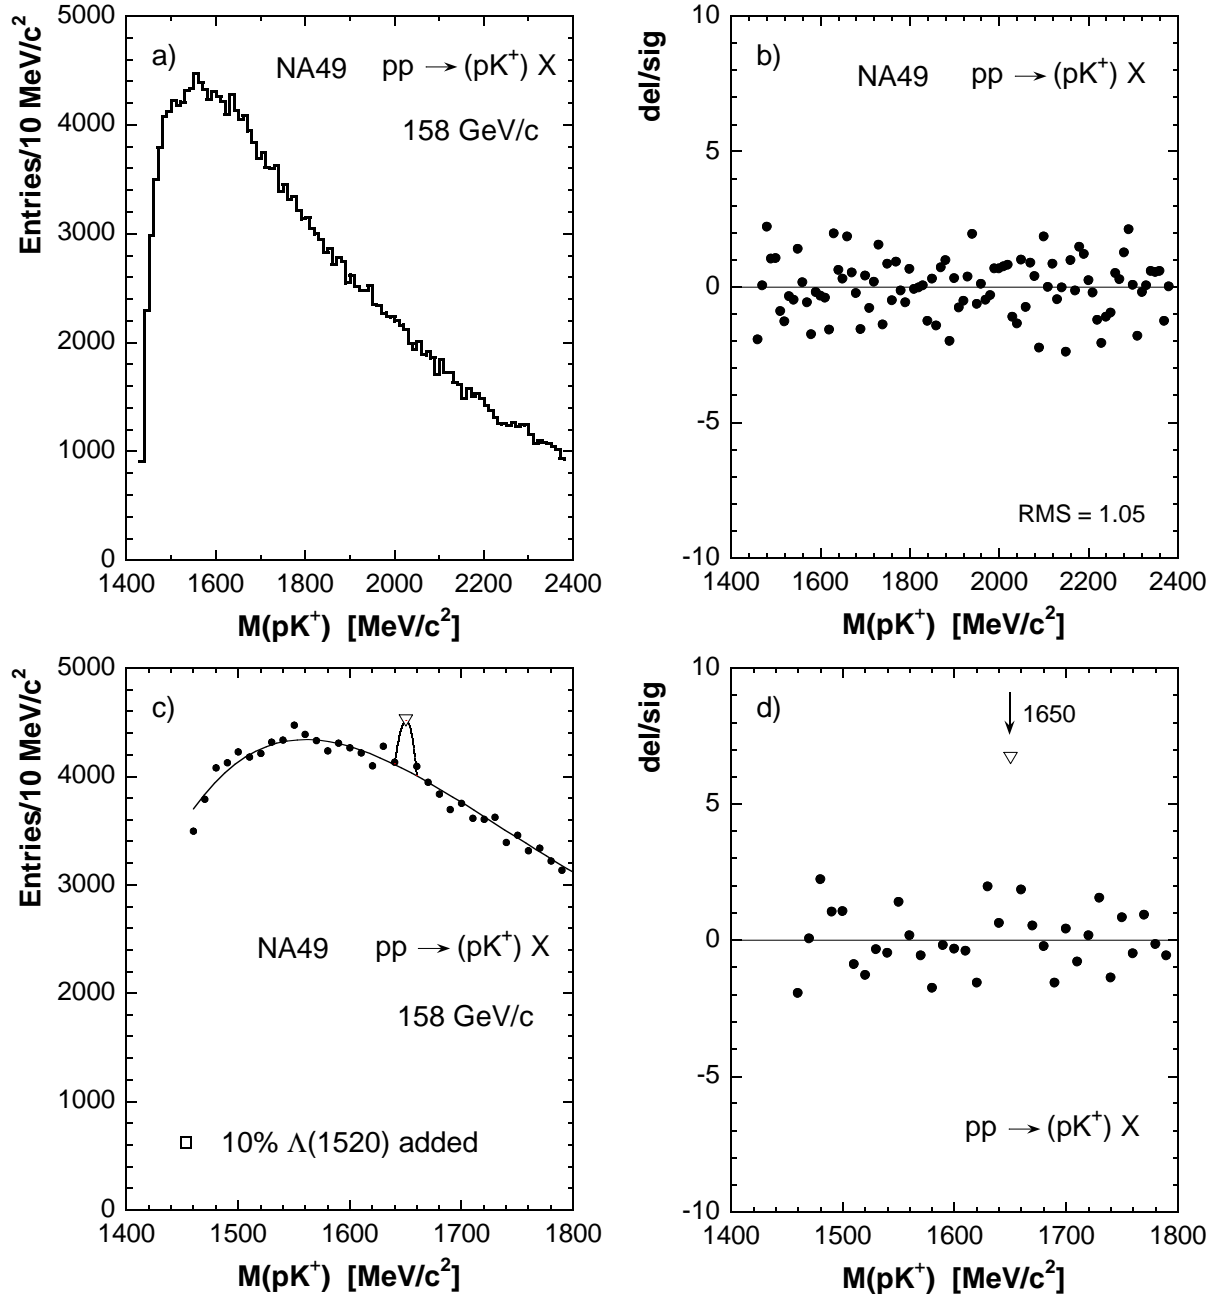 a)
NA49 pp → (pK⁺) X
158 GeV/c
Entries/10 MeV/c²
5000
4000
3000
2000
1000
0
1400 1600 1800 2000 2200 2400
M(pK⁺) [MeV/c²]
b)
NA49 pp → (pK⁺) X
del/sig
10
5
0
-5
-10
RMS = 1.05
1400 1600 1800 2000 2200 2400
M(pK⁺) [MeV/c²]
c)
Entries/10 MeV/c²
5000
4000
3000
2000
1000
0
NA49 pp → (pK⁺) X
158 GeV/c
10% Λ(1520) added
1400 1500 1600 1700 1800
M(pK⁺) [MeV/c²]
d)
del/sig
10
5
0
-5
-10
1650
pp → (pK⁺) X
1400 1500 1600 1700 1800
M(pK⁺) [MeV/c²]